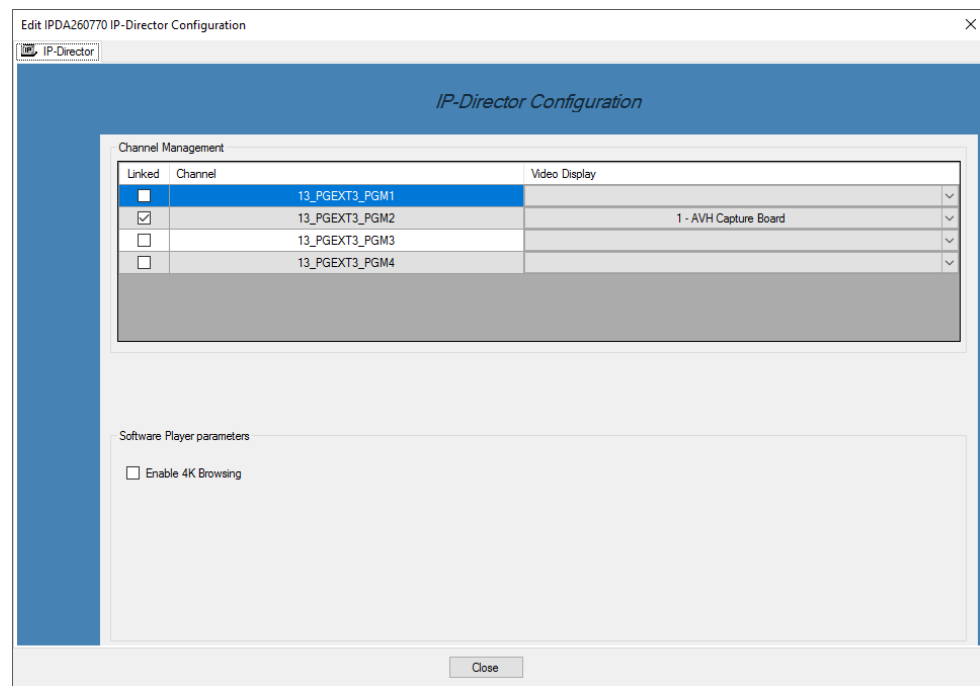 Edit IPDA260770 IP-Director Configuration
IP-Director
IP-Director Configuration
Channel Management
Linked Channel Video Display
13_PGEXT3_PGM1
13_PGEXT3_PGM2 1 - AVH Capture Board
13_PGEXT3_PGM3
13_PGEXT3_PGM4
Software Player parameters
Enable 4K Browsing
Close